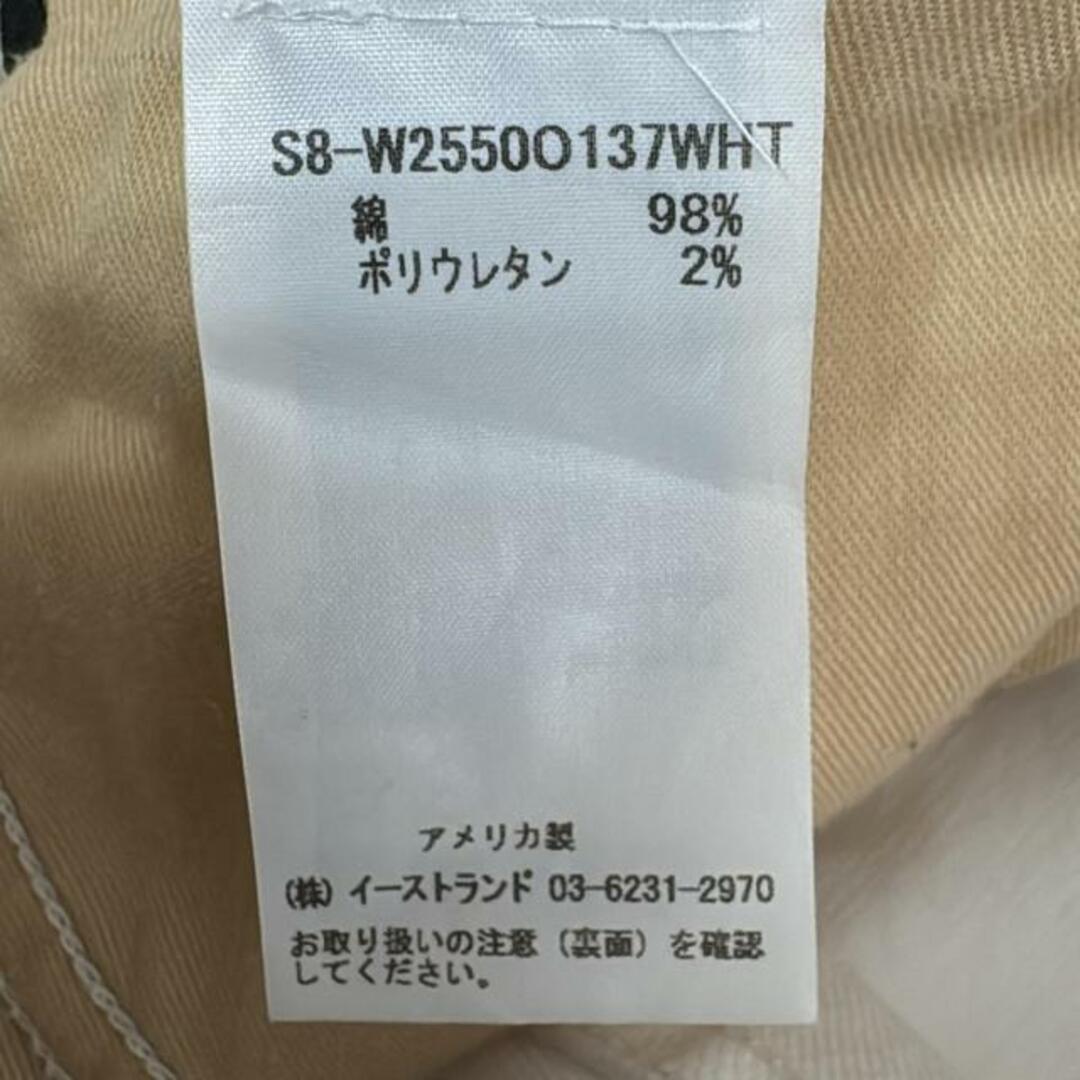 S8-W2550O137WHT
綿 98%
ポリウレタン 2%
アメリカ製
(株) イーストランド 03-6231-2970
お取り扱いの注意（裏面）を確認
してください。